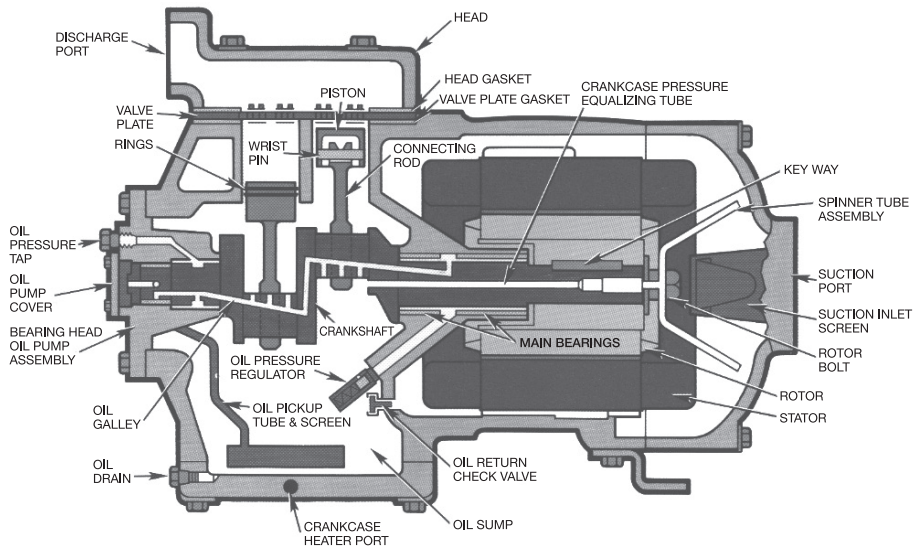 HEAD
DISCHARGE
PORT
HEAD GASKET
VALVE PLATE GASKET
CRANKCASE PRESSURE
EQUALIZING TUBE
PISTON
VALVE
PLATE
RINGS
WRIST
PIN
CONNECTING
ROD
KEY WAY
SPINNER TUBE
ASSEMBLY
OIL
PRESSURE
TAP
OIL
PUMP
COVER
SUCTION
PORT
BEARING HEAD
OIL PUMP
ASSEMBLY
CRANKSHAFT
SUCTION INLET
SCREEN
MAIN BEARINGS
OIL PRESSURE
REGULATOR
ROTOR
BOLT
OIL
GALLEY
OIL PICKUP
TUBE & SCREEN
ROTOR
STATOR
OIL
DRAIN
OIL RETURN
CHECK VALVE
CRANKCASE
HEATER PORT
OIL SUMP